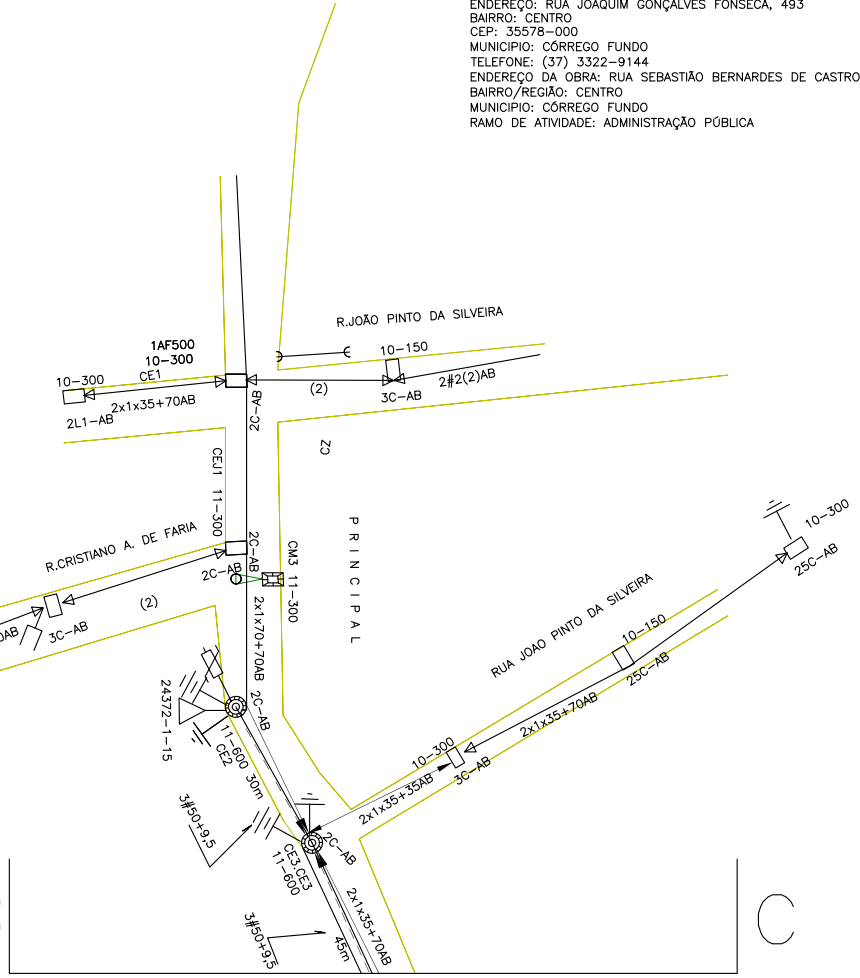 ENDEREÇO: RUA JOAQUIM GONÇALVES FONSECA, 493
BAIRRO: CENTRO
CEP: 35578-000
MUNICIPIO: CÓRREGO FUNDO
TELEFONE: (37) 3322-9144
ENDEREÇO DA OBRA: RUA SEBASTIÃO BERNARDES DE CASTRO
BAIRRO/REGIÃO: CENTRO
MUNICIPIO: CÓRREGO FUNDO
RAMO DE ATIVIDADE: ADMINISTRAÇÃO PÚBLICA
R.JOÃO PINTO DA SILVEIRA
1AF500
10-300
10-150
10-300
CE1
2#2(2)AB
(2)
3C-AB
2x1x35+70AB
2L1-AB
2C-AB
CEJ1 11-300
PRINCIPAL
R.CRISTIANO A. DE FARIA
2C-AB
2C-AB
CM3 11-300
10-300
25C-AB
(2)
3C-AB
2x1x70+70AB
RUA JOAO PINTO DA SILVEIRA
10-150
25C-AB
24372-1-15
2C-AB
11-600 30m
CE2
2x1x35+70AB
10-300
3C-AB
2x1x35+35AB
3#50+9,5
2C-AB
CE3.CE3
11-600
2x1x35+70AB
3#50+9,5
45m
C